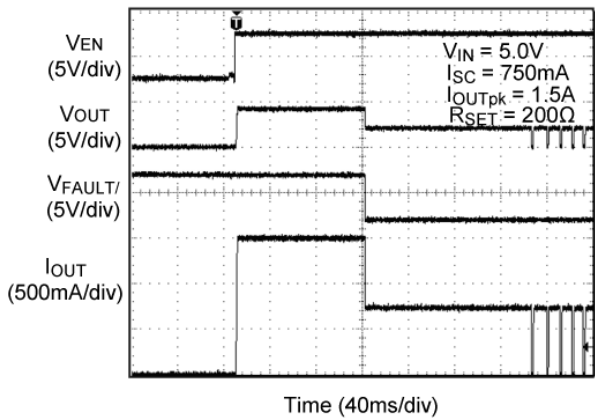 VEN
(5V/div)
VOUT
(5V/div)
VFAULT/
(5V/div)
IOUT
(500mA/div)
VIN = 5.0V
ISC = 750mA
IOUTpk = 1.5A
RSET = 200Ω
Time (40ms/div)